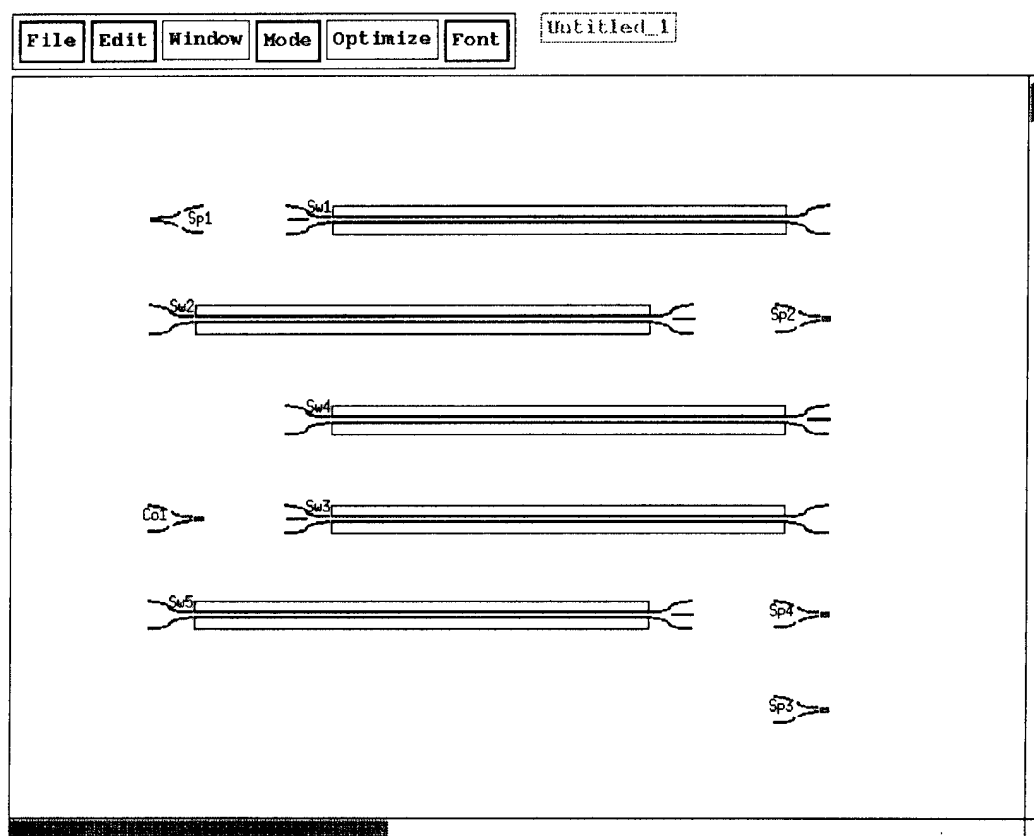 File Edit Window Mode Optimize Font Untitled_1
Sp1 Sw1
Sw2 Sp2
Sw4
Co1 Sw3
Sw5 Sp4
Sp3